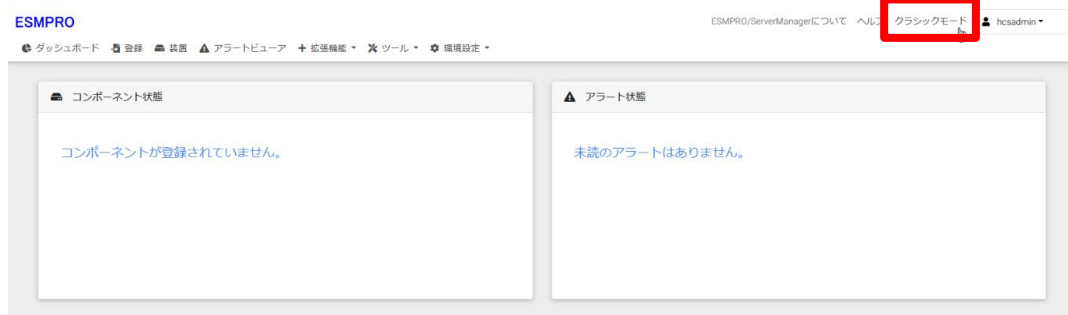 ESMPRO
ESMPRO/ServerManagerについて ヘルプ クラシックモード hcsadmin
ダッシュボード 登録 装置 アラートビューア 拡張機能 ツール 環境設定
コンポーネント状態
アラート状態
コンポーネントが登録されていません。
未読のアラートはありません。